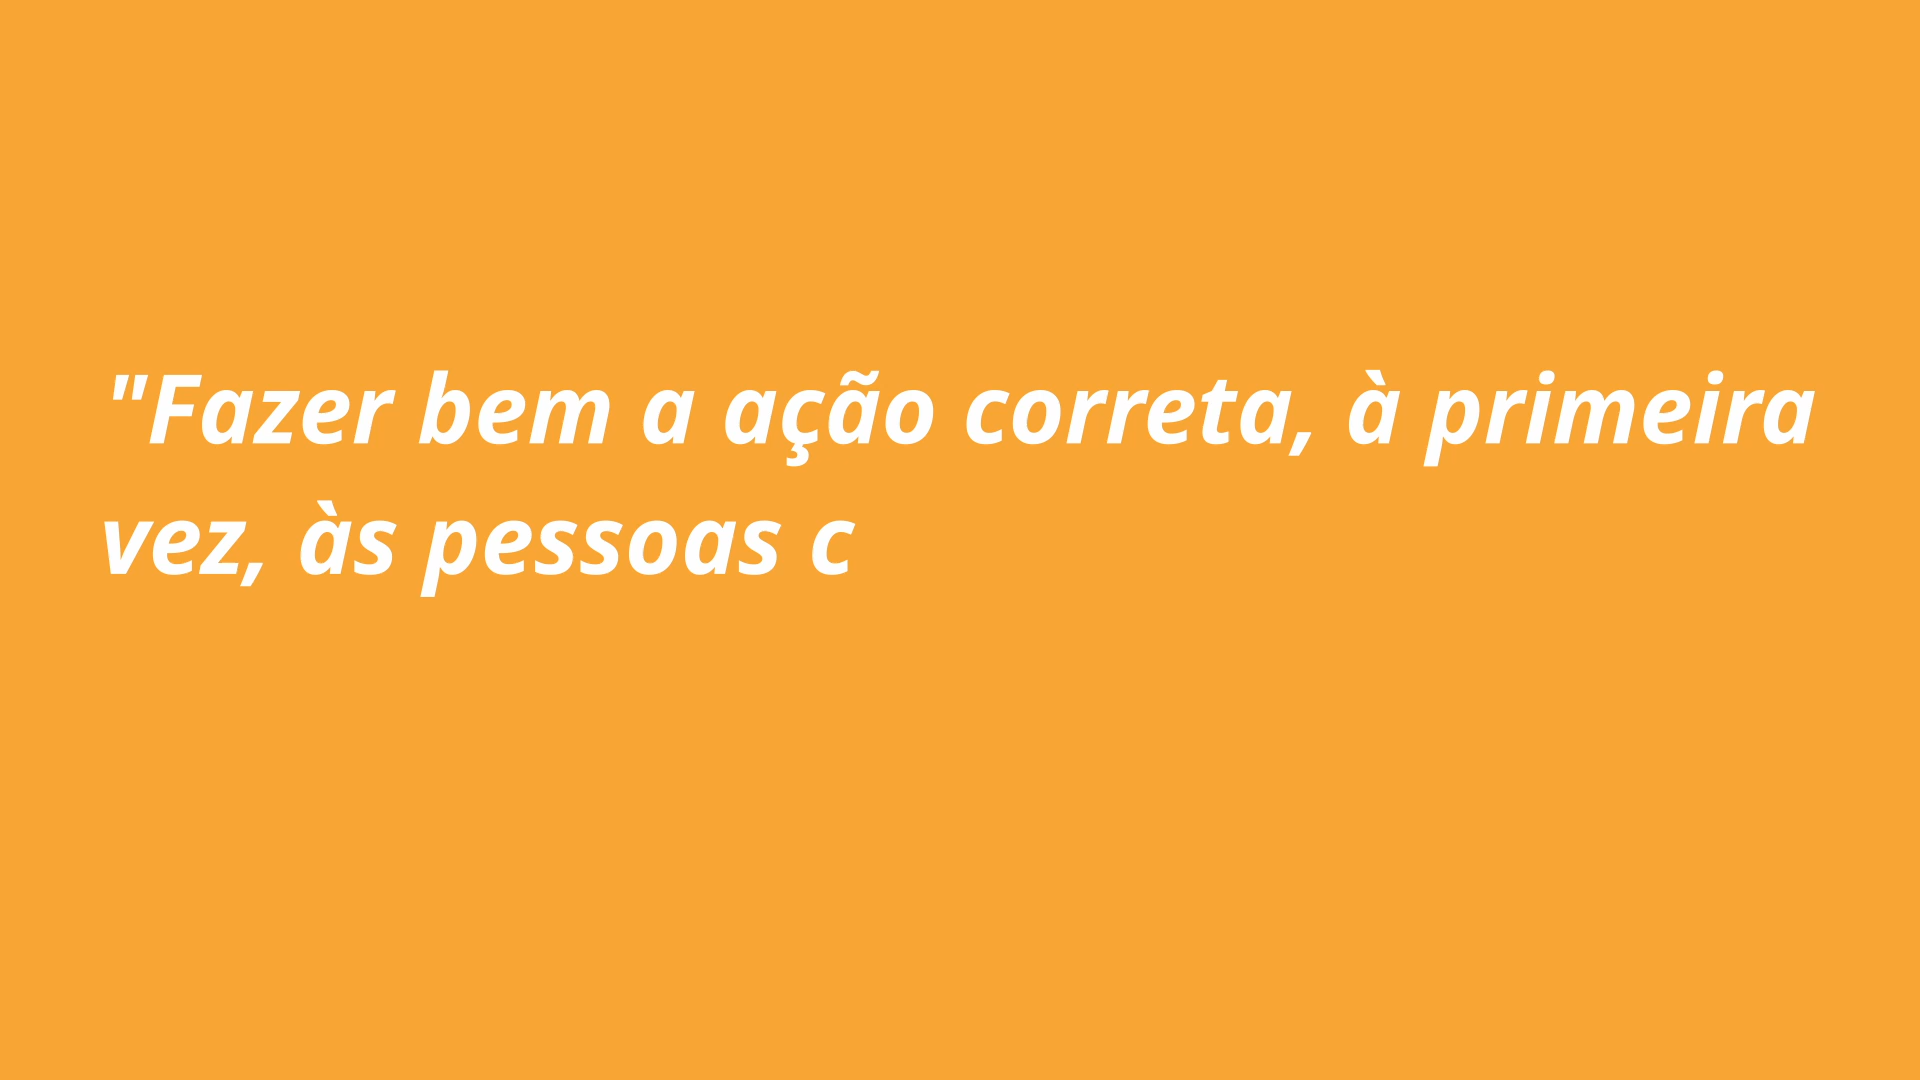 "Fazer bem a ação correta, à primeira
vez, às pessoas c